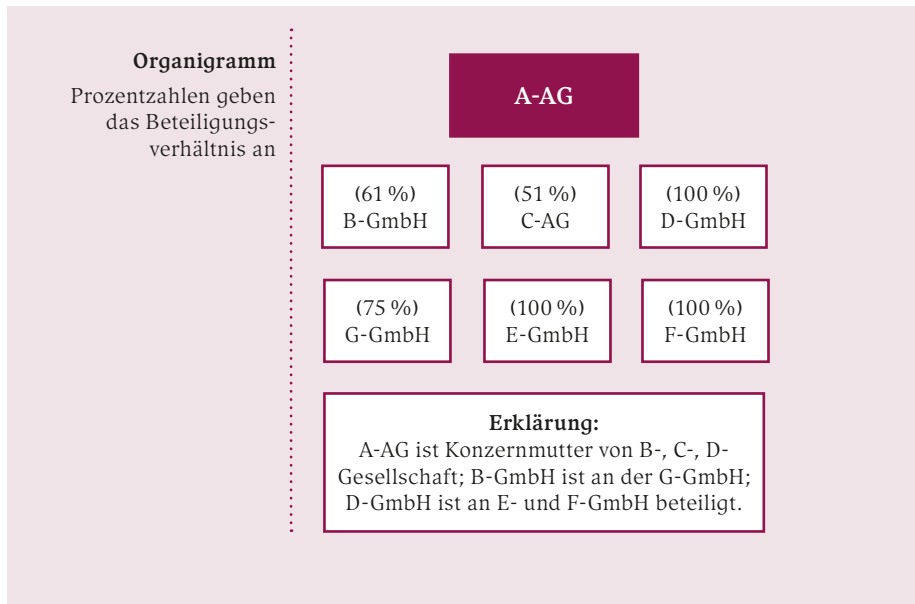 Organigramm
Prozentzahlen geben
das Beteiligungs-
verhältnis an
A-AG
(61 %)
B-GmbH
(51 %)
C-AG
(100 %)
D-GmbH
(75 %)
G-GmbH
(100 %)
E-GmbH
(100 %)
F-GmbH
Erklärung:
A-AG ist Konzernmutter von B-, C-, D-
Gesellschaft; B-GmbH ist an der G-GmbH;
D-GmbH ist an E- und F-GmbH beteiligt.